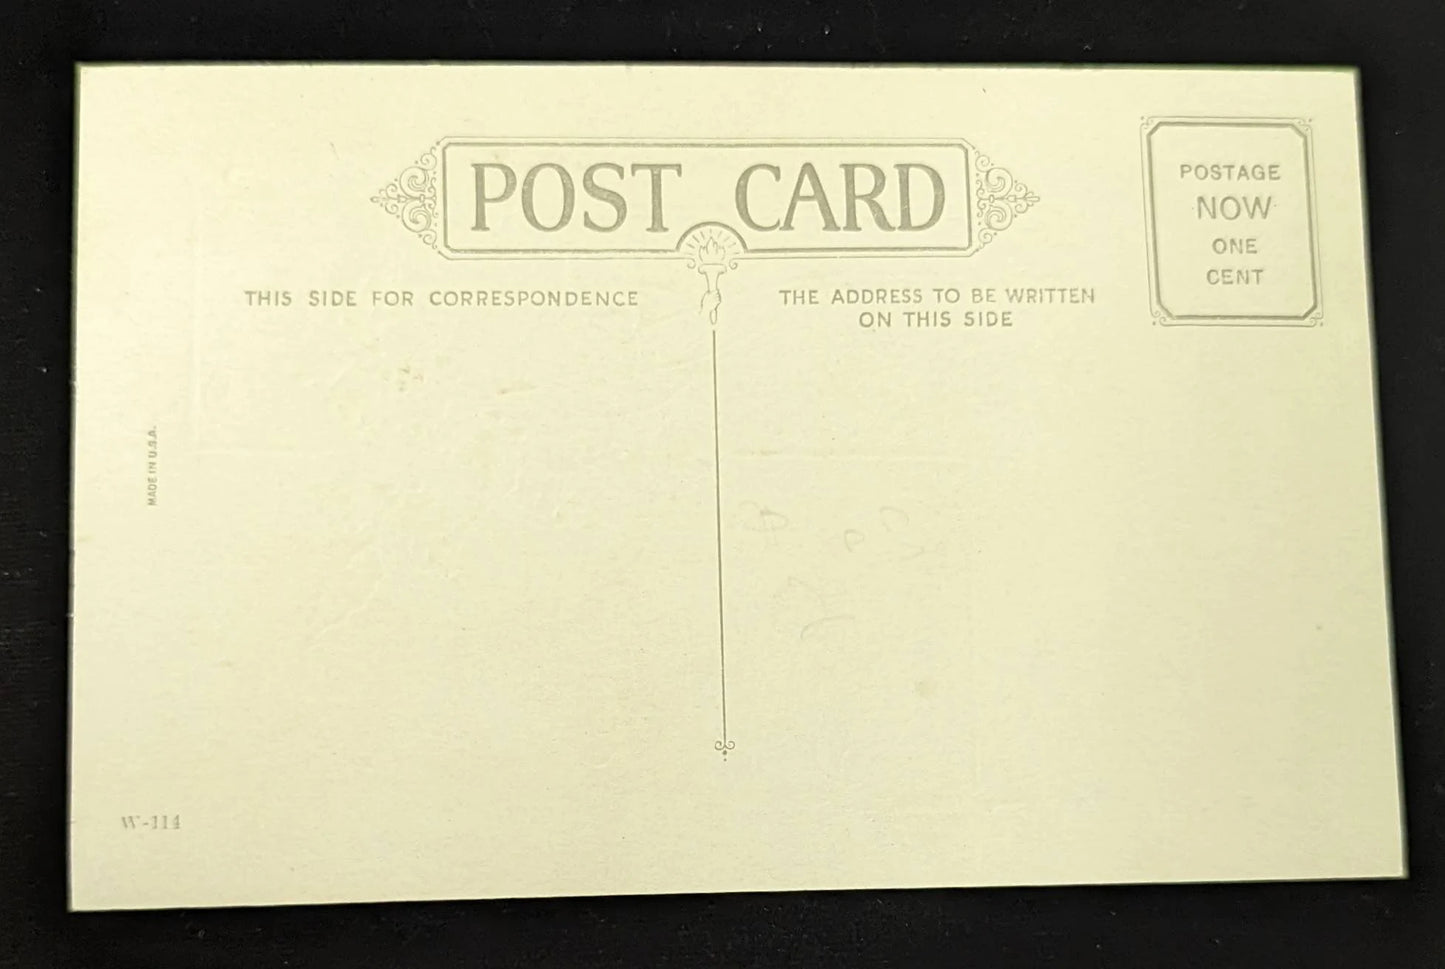 POST CARD
POSTAGE
NOW
ONE
CENT
THIS SIDE FOR CORRESPONDENCE
THE ADDRESS TO BE WRITTEN
ON THIS SIDE
MADE IN U.S.A.
W-114